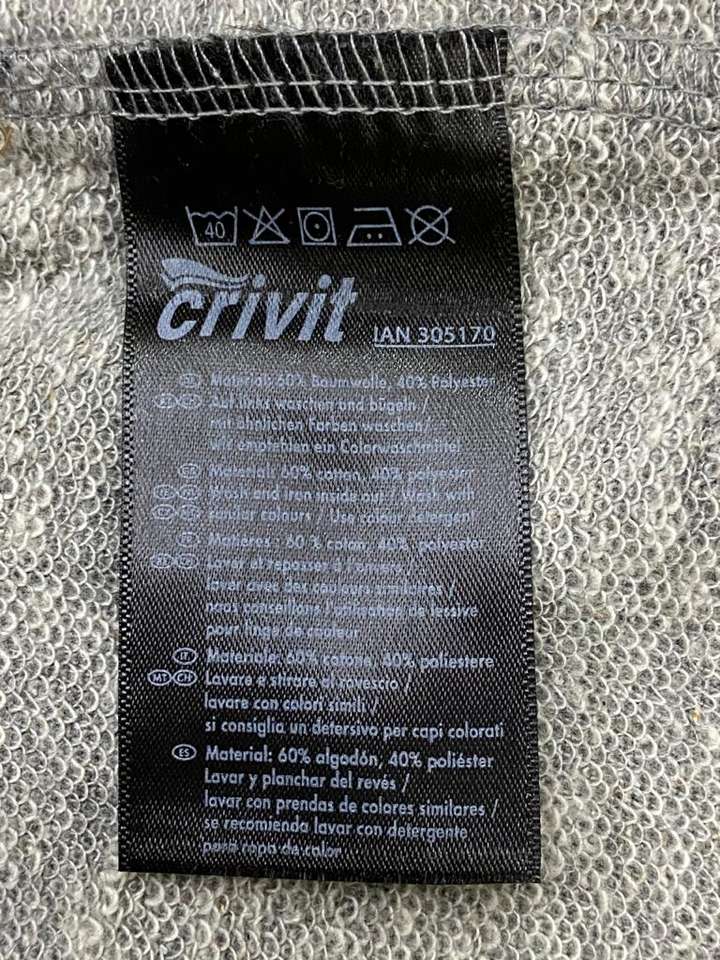 40
crivit
IAN 305170
Material: 60% Baumwolle, 40% Polyester
Auf links waschen und bügeln /
mit ähnlichen Farben waschen /
wir empfehlen ein Colorwaschmittel
Material: 60% cotton, 40% polyester
Wash and iron inside out / Wash with
similar colours / Use colour detergent
Matieres : 60 % coton, 40% polyester
Laver et repasser à l'envers /
laver avec des couleurs similaires /
nous conseillons l'utilisation de lessive
pour linge de couleur
IT Materiale: 60% cotone, 40% poliestere
MT CH Lavare e stirare al rovescio /
lavare con colori simili /
si consiglia un detersivo per capi colorati
ES Material: 60% algodón, 40% poliéster
Lavar y planchar del revés /
lavar con prendas de colores similares /
se recomienda lavar con detergente
para ropa de color